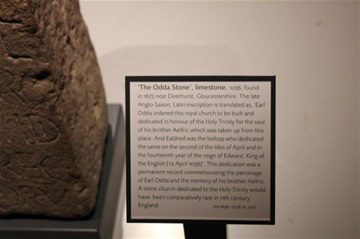 'The Odda Stone', limestone. 1056, found
in 1675 near Deerhurst, Gloucestershire. The late
Anglo-Saxon, Latin inscription is translated as, 'Earl
Odda ordered this royal church to be built and
dedicated in honour of the Holy Trinity for the soul
of his brother Aelfric which was taken up from this
place. And Ealdred was the bishop who dedicated
the same on the second of the Ides of April and in
the fourteenth year of the reign of Edward, King of
the English [12 April 1056]'. This dedication was a
permanent record commemorating the patronage
of Earl Odda and the memory of his brother Aelfric.
A stone church dedicated to the Holy Trinity would
have been comparatively rare in 11th century
England